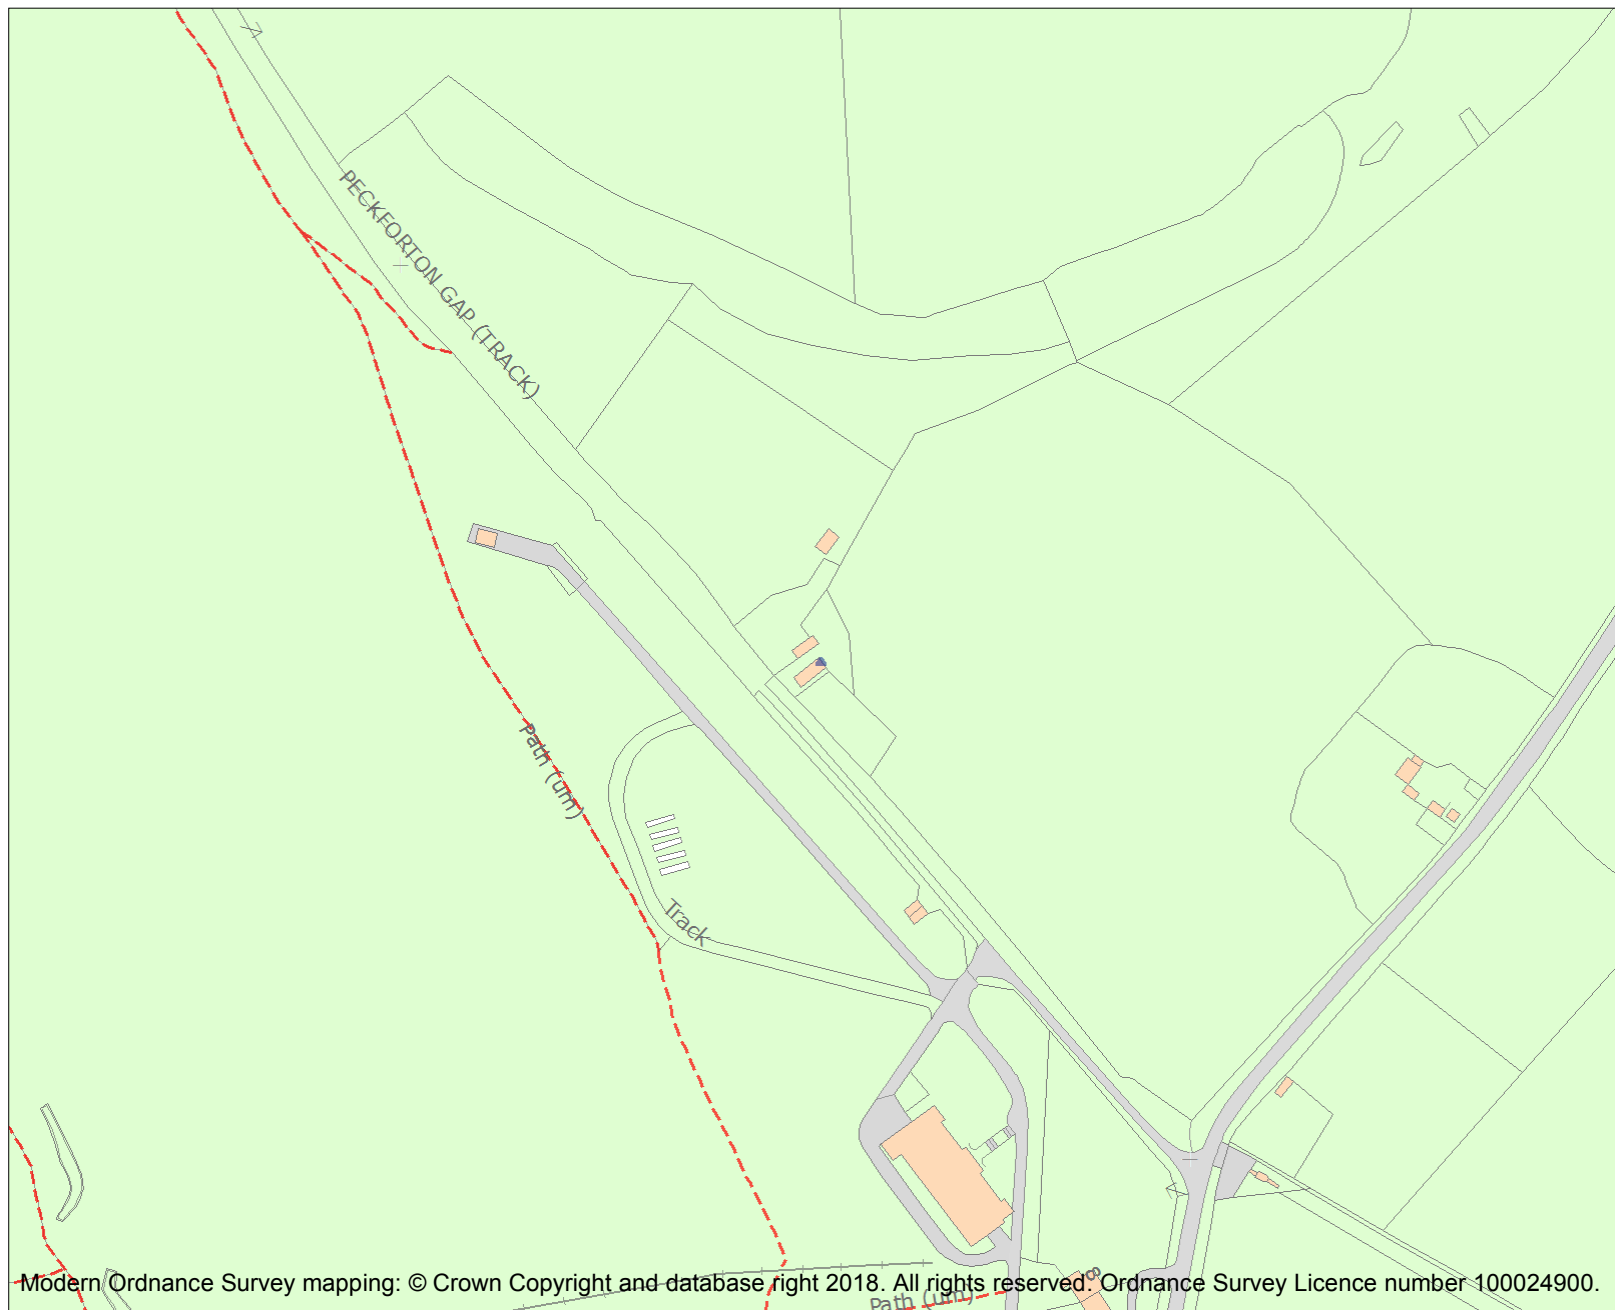 PECKFORTON GAP (TRACK)
Path (um)
Track
8
Path (um)
Modern Ordnance Survey mapping: © Crown Copyright and database right 2018. All rights reserved. Ordnance Survey Licence number 100024900.